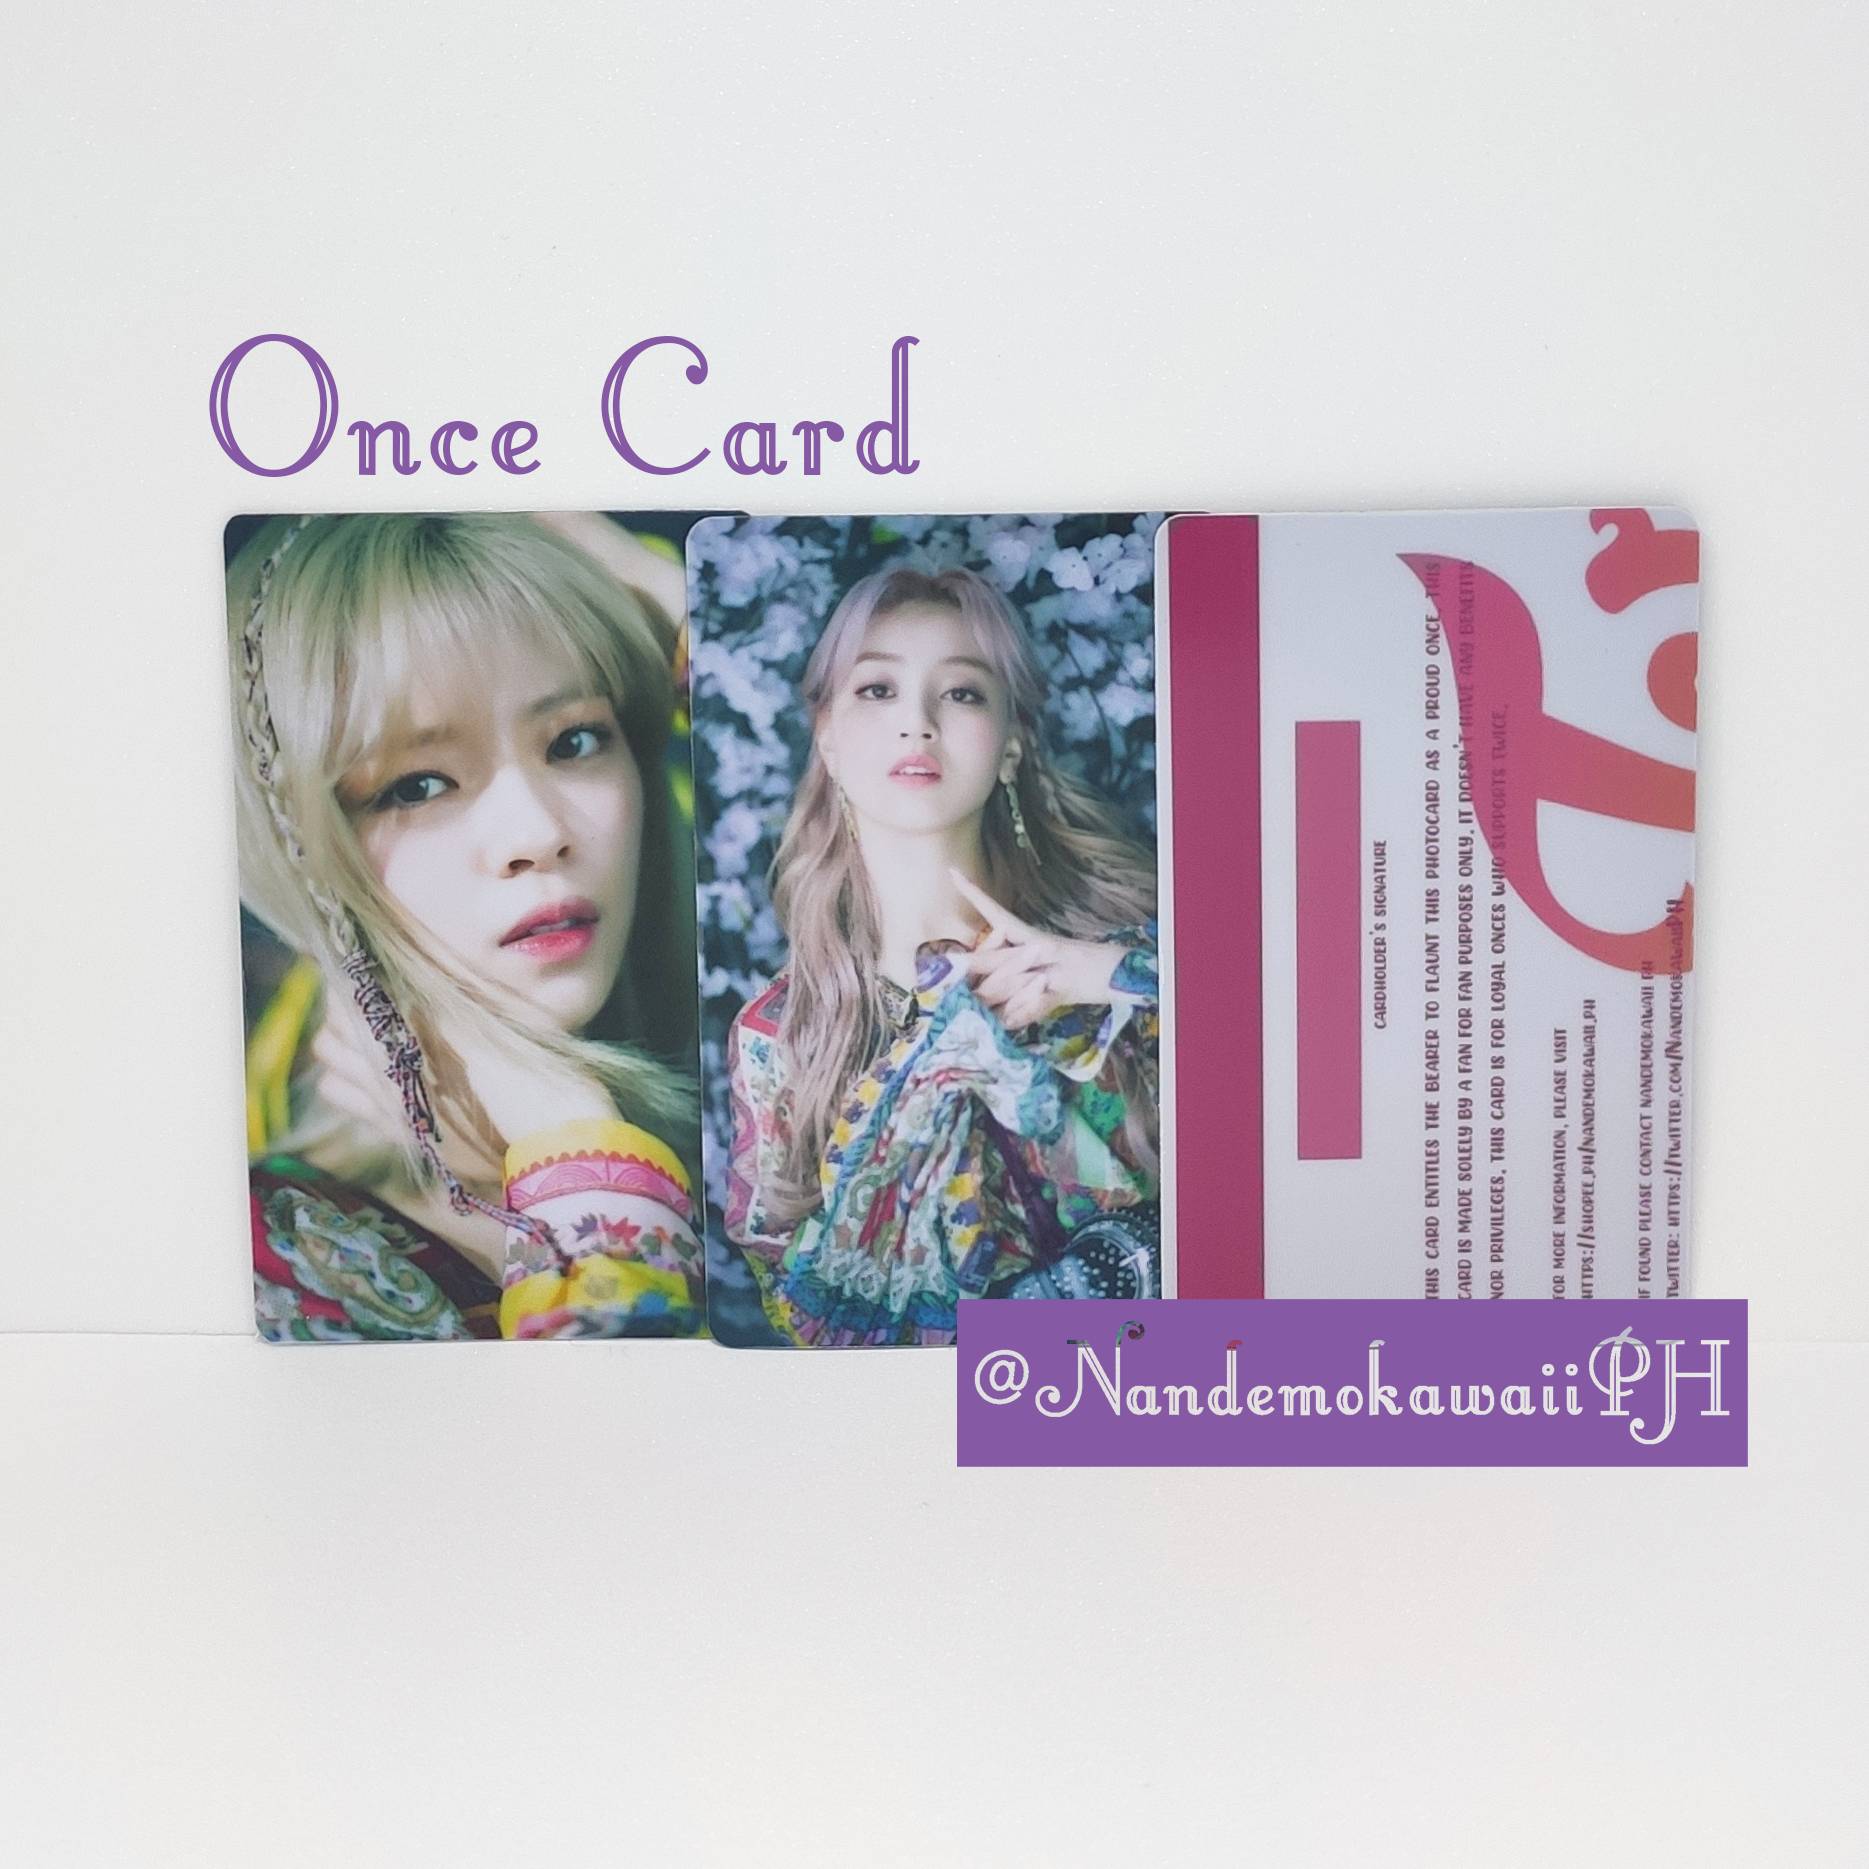 Once Card
CARDHOLDER'S SIGNATURE
THIS CARD ENTITLES THE BEARER TO FLAUNT THIS PHOTOCARD AS A PROUD ONCE. THIS
CARD IS MADE SOLELY BY A FAN FOR FAN PURPOSES ONLY. IT DOESN'T HAVE ANY BENEFITS
NOR PRIVILEGES. THIS CARD IS FOR LOYAL ONCES WHO SUPPORTS TWICE.
FOR MORE INFORMATION, PLEASE VISIT
HTTPS://SHOPEE.PH/NANDEMOKAWAII.PH
IF FOUND PLEASE CONTACT NANDEMOKAWAII PH
TWITTER: HTTPS://TWITTER.COM/NANDEMOKAWAIIPH
@NandemokawaiiPH